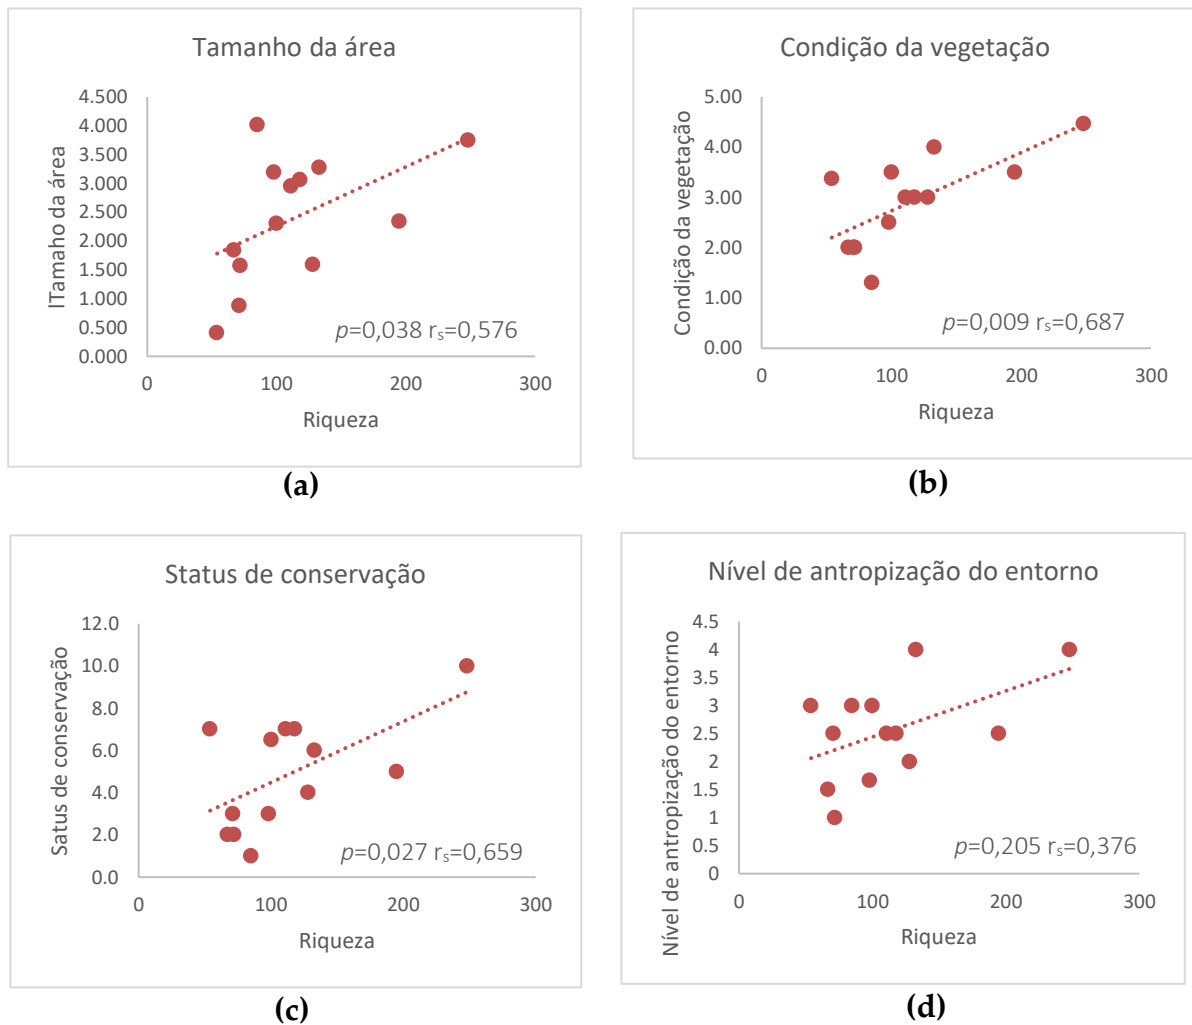 Tamanho da área
4.500
4.000
3.500
3.000
2.500
2.000
1.500
1.000
0.500
0.000
lTamaho da área
p=0,038 rs=0,576
0 100 200 300
Riqueza
(a)
Condição da vegetação
5.00
4.00
3.00
2.00
1.00
0.00
Condição da vegetação
p=0,009 rs=0,687
0 100 200 300
Riqueza
(b)
Status de conservação
12.0
10.0
8.0
6.0
4.0
2.0
0.0
Satus de conservação
p=0,027 rs=0,659
0 100 200 300
Riqueza
(c)
Nível de antropização do entorno
4.5
4
3.5
3
2.5
2
1.5
1
0.5
0
Nível de antropização do entorno
p=0,205 rs=0,376
0 100 200 300
Riqueza
(d)